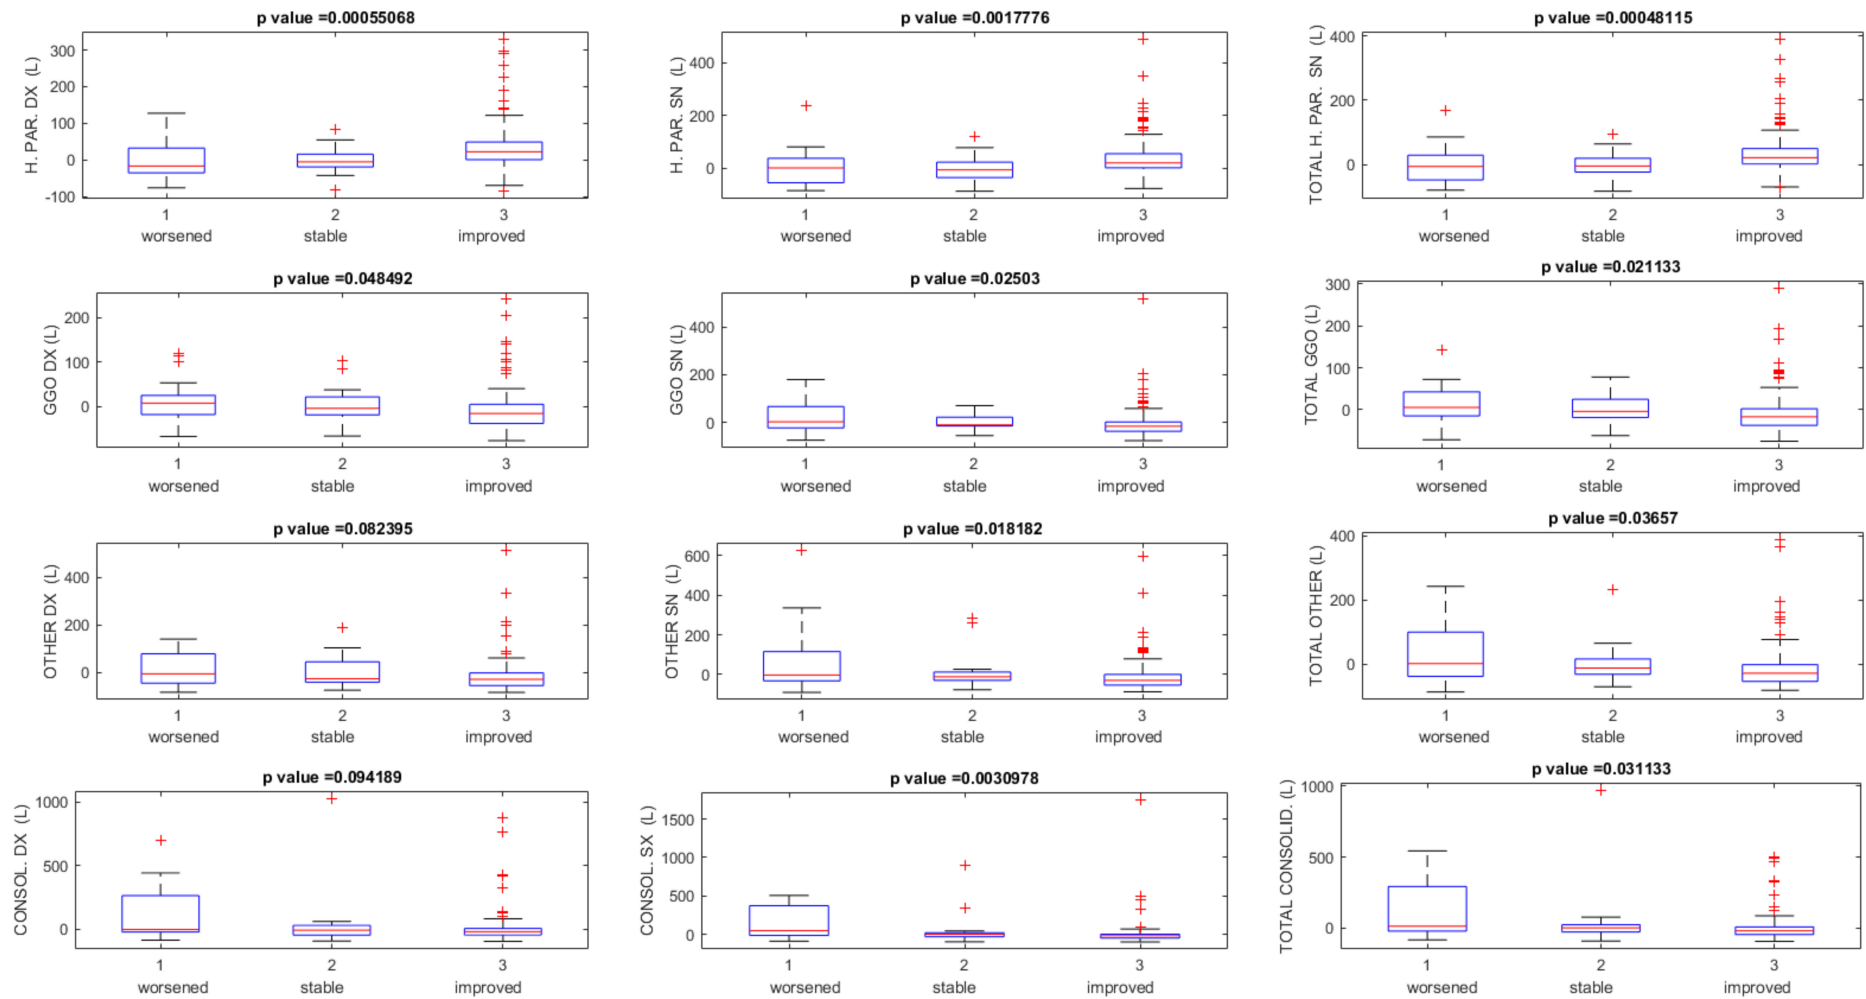 p value =0.00055068
H. PAR. DX (L)
300
200
100
0
-100
1
2
3
worsened
stable
improved
p value =0.0017776
H. PAR. SN (L)
400
200
0
1
2
3
worsened
stable
improved
p value =0.00048115
TOTAL H. PAR. SN (L)
400
200
0
1
2
3
worsened
stable
improved
p value =0.048492
GGO DX (L)
200
100
0
1
2
3
worsened
stable
improved
p value =0.02503
GGO SN (L)
400
200
0
1
2
3
worsened
stable
improved
p value =0.021133
TOTAL GGO (L)
300
200
100
0
1
2
3
worsened
stable
improved
p value =0.082395
OTHER DX (L)
400
200
0
1
2
3
worsened
stable
improved
p value =0.018182
OTHER SN (L)
600
400
200
0
1
2
3
worsened
stable
improved
p value =0.03657
TOTAL OTHER (L)
400
200
0
1
2
3
worsened
stable
improved
p value =0.094189
CONSOL. DX (L)
1000
500
0
1
2
3
worsened
stable
improved
p value =0.0030978
CONSOL. SX (L)
1500
1000
500
0
1
2
3
worsened
stable
improved
p value =0.031133
TOTAL CONSOLID. (L)
1000
500
0
1
2
3
worsened
stable
improved